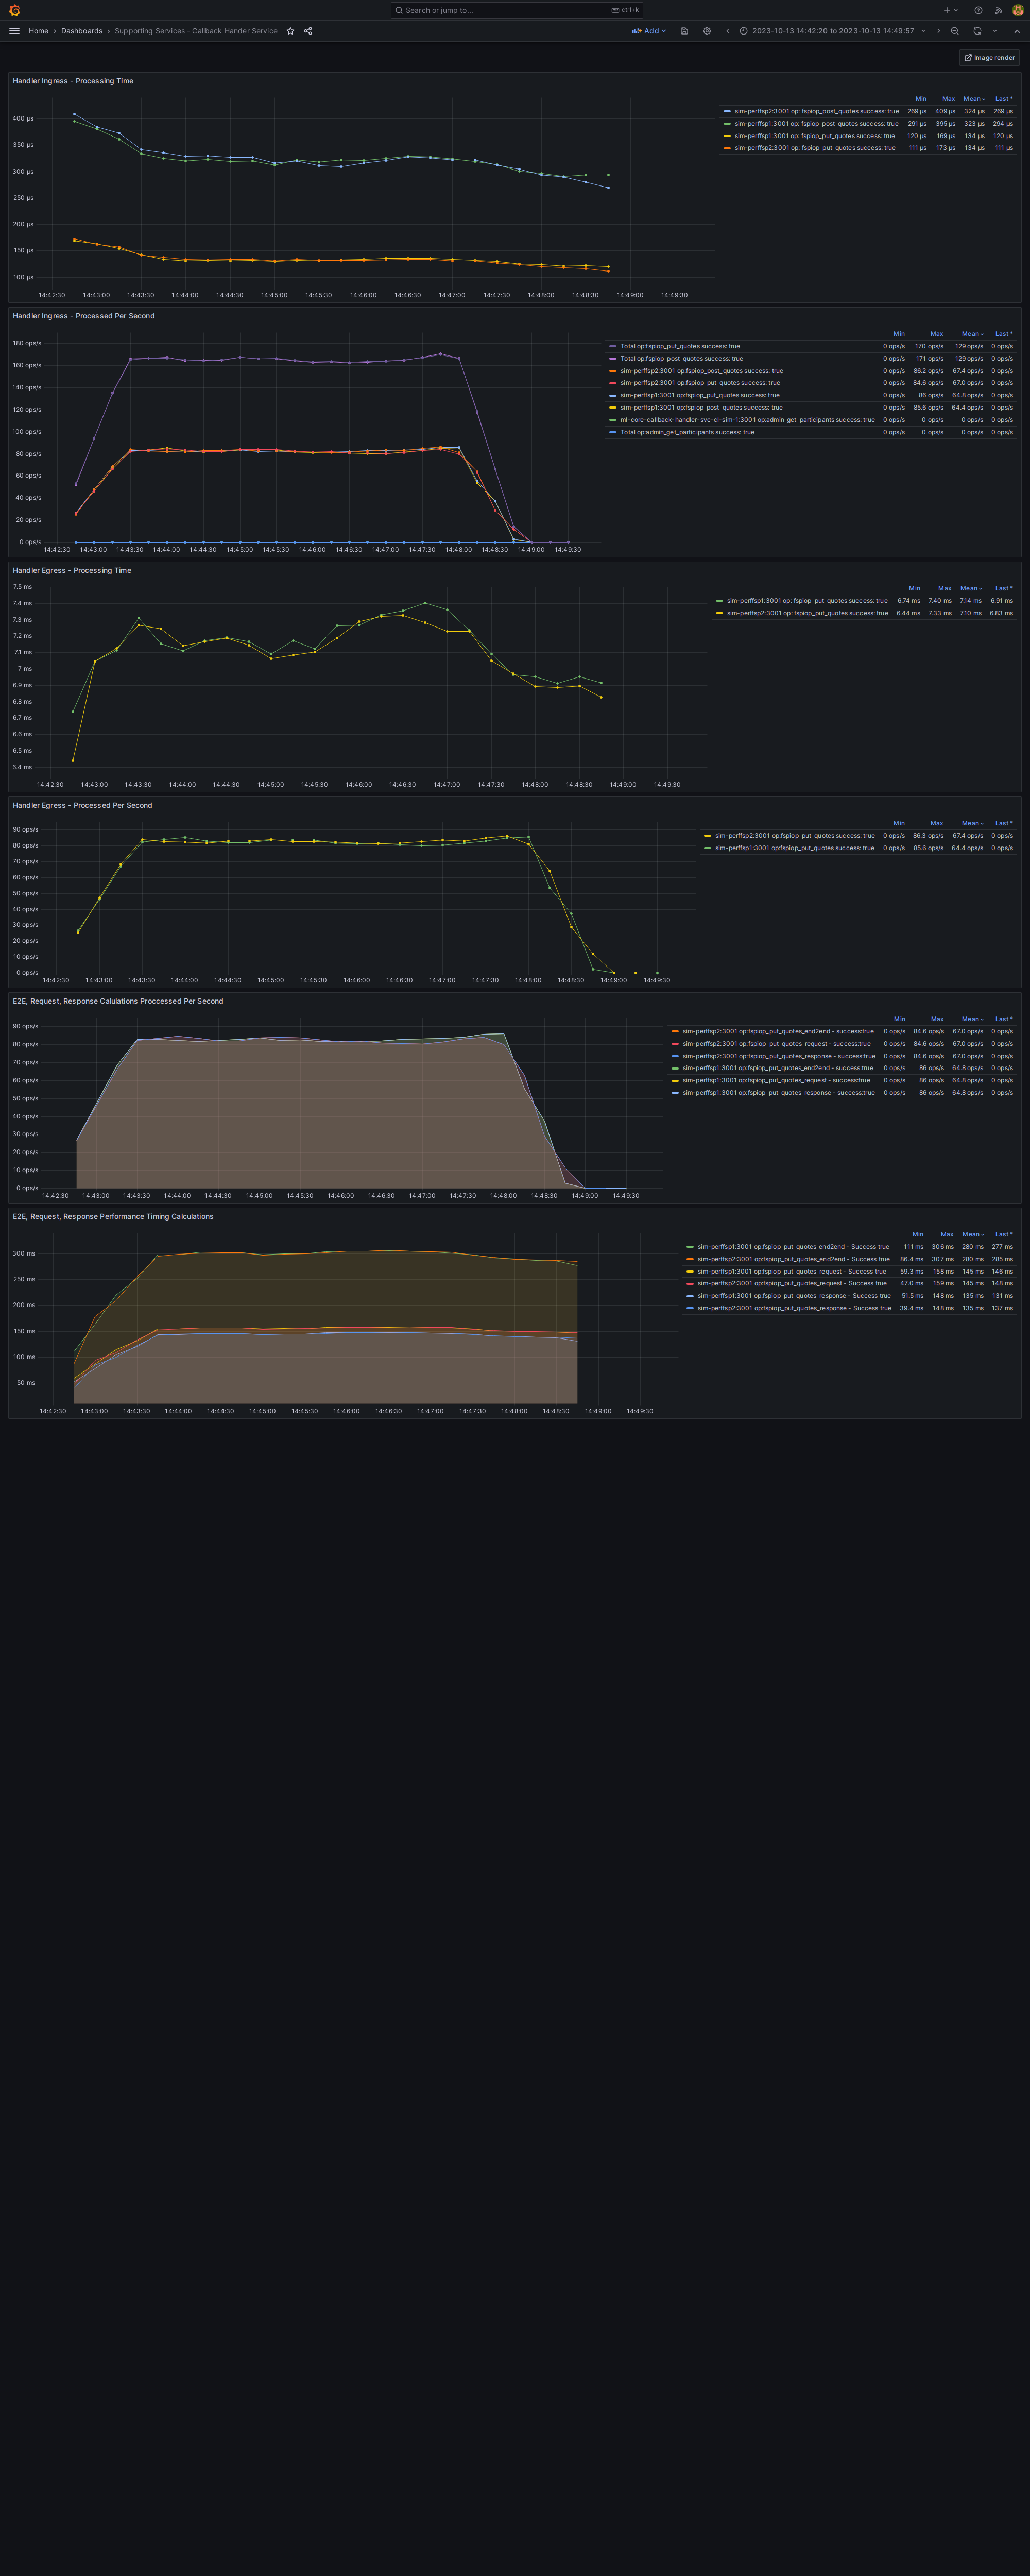 Search or jump to...
ctrl+k
Home › Dashboards › Supporting Services - Callback Hander Service
Add
2023-10-13 14:42:20 to 2023-10-13 14:49:57
Image render
Handler Ingress - Processing Time
Min Max Mean Last *
sim-perffsp2:3001 op: fspiop_post_quotes success: true 269 µs 409 µs 324 µs 269 µs
sim-perffsp1:3001 op: fspiop_post_quotes success: true 291 µs 395 µs 323 µs 294 µs
sim-perffsp1:3001 op: fspiop_put_quotes success: true 120 µs 169 µs 134 µs 120 µs
sim-perffsp2:3001 op: fspiop_put_quotes success: true 111 µs 173 µs 134 µs 111 µs
400 µs
350 µs
300 µs
250 µs
200 µs
150 µs
100 µs
14:42:30 14:43:00 14:43:30 14:44:00 14:44:30 14:45:00 14:45:30 14:46:00 14:46:30 14:47:00 14:47:30 14:48:00 14:48:30 14:49:00 14:49:30
Handler Ingress - Processed Per Second
Min Max Mean Last *
Total op:fspiop_put_quotes success: true 0 ops/s 170 ops/s 129 ops/s 0 ops/s
Total op:fspiop_post_quotes success: true 0 ops/s 171 ops/s 129 ops/s 0 ops/s
sim-perffsp2:3001 op:fspiop_post_quotes success: true 0 ops/s 86.2 ops/s 67.4 ops/s 0 ops/s
sim-perffsp2:3001 op:fspiop_put_quotes success: true 0 ops/s 84.6 ops/s 67.0 ops/s 0 ops/s
sim-perffsp1:3001 op:fspiop_put_quotes success: true 0 ops/s 86 ops/s 64.8 ops/s 0 ops/s
sim-perffsp1:3001 op:fspiop_post_quotes success: true 0 ops/s 85.6 ops/s 64.4 ops/s 0 ops/s
ml-core-callback-handler-svc-ci-sim-1:3001 op:admin_get_participants success: true 0 ops/s 0 ops/s 0 ops/s 0 ops/s
Total op:admin_get_participants success: true 0 ops/s 0 ops/s 0 ops/s 0 ops/s
180 ops/s
160 ops/s
140 ops/s
120 ops/s
100 ops/s
80 ops/s
60 ops/s
40 ops/s
20 ops/s
0 ops/s
14:42:30 14:43:00 14:43:30 14:44:00 14:44:30 14:45:00 14:45:30 14:46:00 14:46:30 14:47:00 14:47:30 14:48:00 14:48:30 14:49:00 14:49:30
Handler Egress - Processing Time
Min Max Mean Last *
sim-perffsp1:3001 op: fspiop_put_quotes success: true 6.74 ms 7.40 ms 7.14 ms 6.91 ms
sim-perffsp2:3001 op: fspiop_put_quotes success: true 6.44 ms 7.33 ms 7.10 ms 6.83 ms
7.5 ms
7.4 ms
7.3 ms
7.2 ms
7.1 ms
7 ms
6.9 ms
6.8 ms
6.7 ms
6.6 ms
6.5 ms
6.4 ms
14:42:30 14:43:00 14:43:30 14:44:00 14:44:30 14:45:00 14:45:30 14:46:00 14:46:30 14:47:00 14:47:30 14:48:00 14:48:30 14:49:00 14:49:30
Handler Egress - Processed Per Second
Min Max Mean Last *
sim-perffsp2:3001 op:fspiop_put_quotes success: true 0 ops/s 86.3 ops/s 67.4 ops/s 0 ops/s
sim-perffsp1:3001 op:fspiop_put_quotes success: true 0 ops/s 85.6 ops/s 64.4 ops/s 0 ops/s
90 ops/s
80 ops/s
70 ops/s
60 ops/s
50 ops/s
40 ops/s
30 ops/s
20 ops/s
10 ops/s
0 ops/s
14:42:30 14:43:00 14:43:30 14:44:00 14:44:30 14:45:00 14:45:30 14:46:00 14:46:30 14:47:00 14:47:30 14:48:00 14:48:30 14:49:00 14:49:30
E2E, Request, Response Calulations Proccessed Per Second
Min Max Mean Last *
sim-perffsp2:3001 op:fspiop_put_quotes_end2end - success:true 0 ops/s 84.6 ops/s 67.0 ops/s 0 ops/s
sim-perffsp2:3001 op:fspiop_put_quotes_request - success:true 0 ops/s 84.6 ops/s 67.0 ops/s 0 ops/s
sim-perffsp2:3001 op:fspiop_put_quotes_response - success:true 0 ops/s 84.6 ops/s 67.0 ops/s 0 ops/s
sim-perffsp1:3001 op:fspiop_put_quotes_end2end - success:true 0 ops/s 86 ops/s 64.8 ops/s 0 ops/s
sim-perffsp1:3001 op:fspiop_put_quotes_request - success:true 0 ops/s 86 ops/s 64.8 ops/s 0 ops/s
sim-perffsp1:3001 op:fspiop_put_quotes_response - success:true 0 ops/s 86 ops/s 64.8 ops/s 0 ops/s
90 ops/s
80 ops/s
70 ops/s
60 ops/s
50 ops/s
40 ops/s
30 ops/s
20 ops/s
10 ops/s
0 ops/s
14:42:30 14:43:00 14:43:30 14:44:00 14:44:30 14:45:00 14:45:30 14:46:00 14:46:30 14:47:00 14:47:30 14:48:00 14:48:30 14:49:00 14:49:30
E2E, Request, Response Performance Timing Calculations
Min Max Mean Last *
sim-perffsp1:3001 op:fspiop_put_quotes_end2end - Success true 111 ms 306 ms 280 ms 277 ms
sim-perffsp2:3001 op:fspiop_put_quotes_end2end - Success true 86.4 ms 307 ms 280 ms 285 ms
sim-perffsp1:3001 op:fspiop_put_quotes_request - Success true 59.3 ms 158 ms 145 ms 146 ms
sim-perffsp2:3001 op:fspiop_put_quotes_request - Success true 47.0 ms 159 ms 145 ms 148 ms
sim-perffsp1:3001 op:fspiop_put_quotes_response - Success true 51.5 ms 148 ms 135 ms 131 ms
sim-perffsp2:3001 op:fspiop_put_quotes_response - Success true 39.4 ms 148 ms 135 ms 137 ms
300 ms
250 ms
200 ms
150 ms
100 ms
50 ms
14:42:30 14:43:00 14:43:30 14:44:00 14:44:30 14:45:00 14:45:30 14:46:00 14:46:30 14:47:00 14:47:30 14:48:00 14:48:30 14:49:00 14:49:30